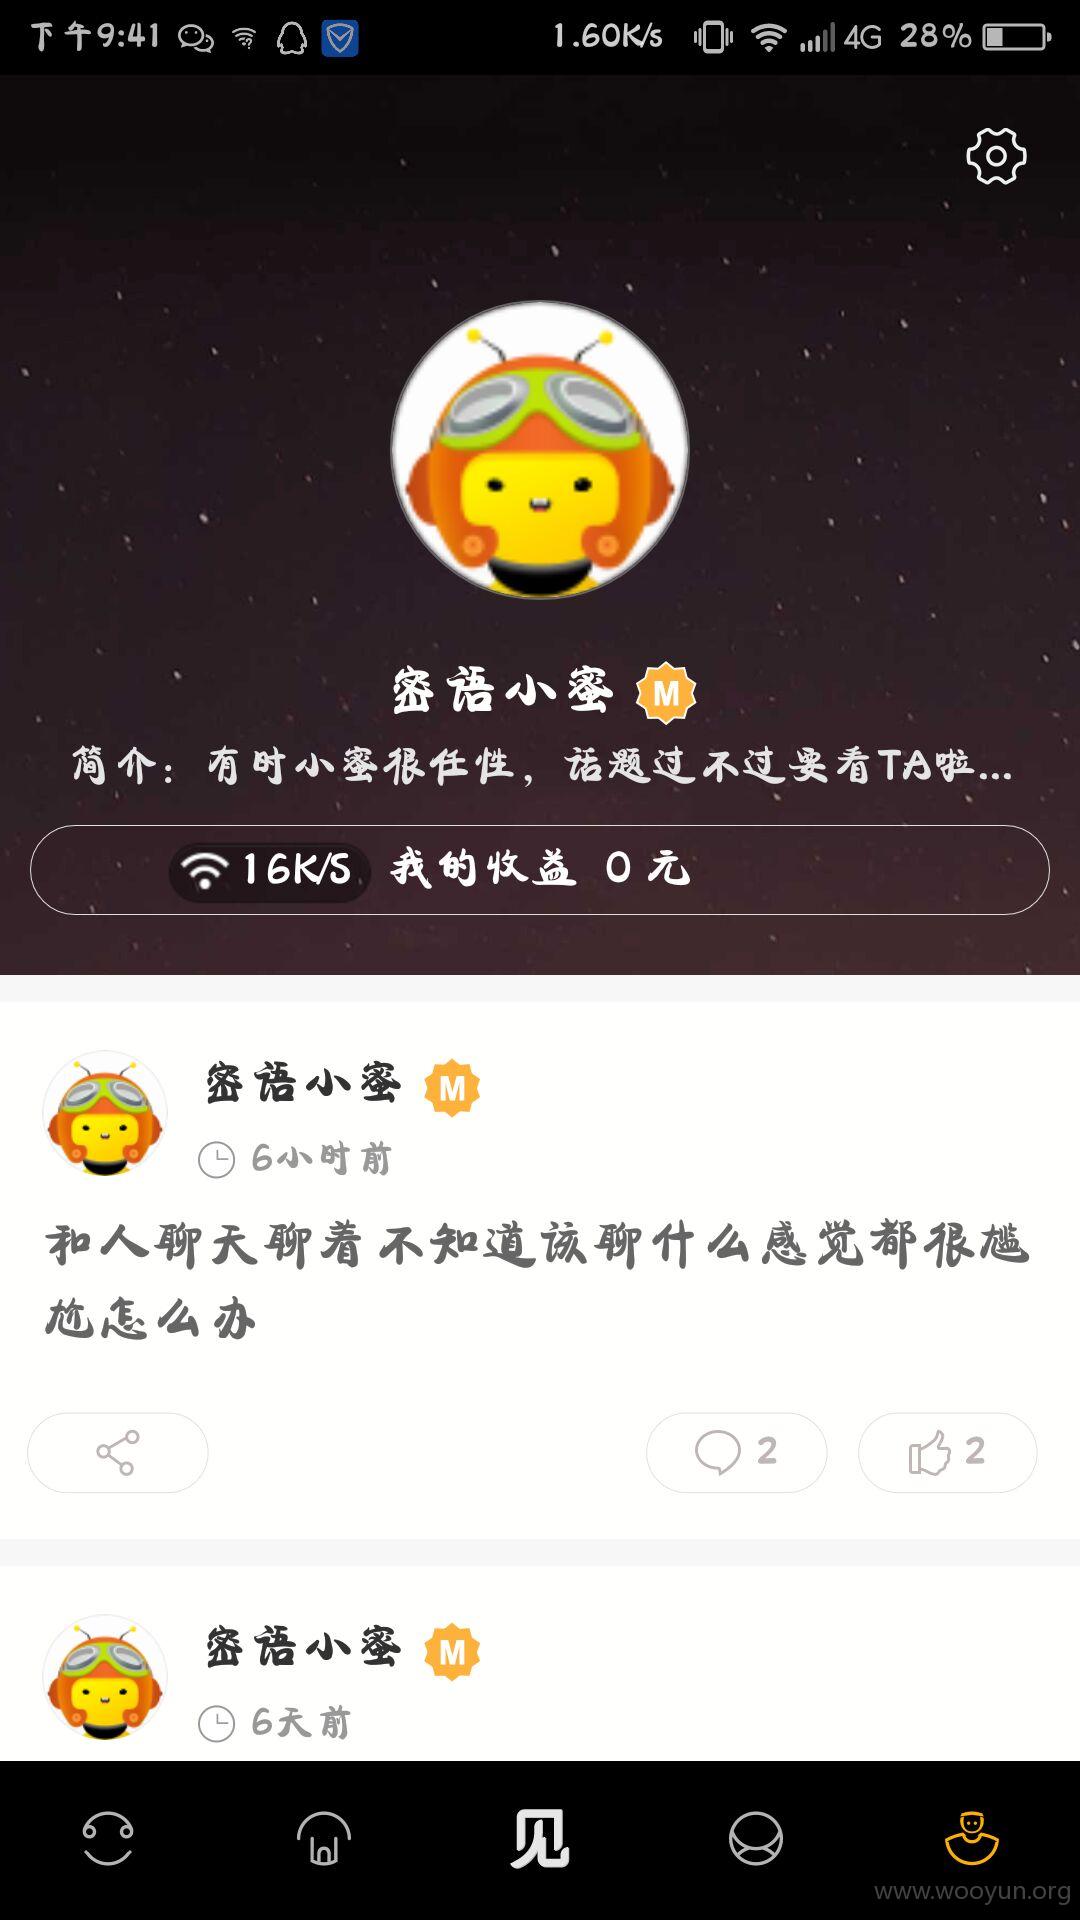 下午9:41 1.60K/s 4G 28%
密语小蜜 M
简介：有时小蜜很任性，话题过不过要看TA啦...
16K/S 我的收益 0 元
密语小蜜 M
6小时前
和人聊天聊着不知道该聊什么感觉都很尴
尬怎么办
2 2
密语小蜜 M
6天前
见
www.wooyun.org